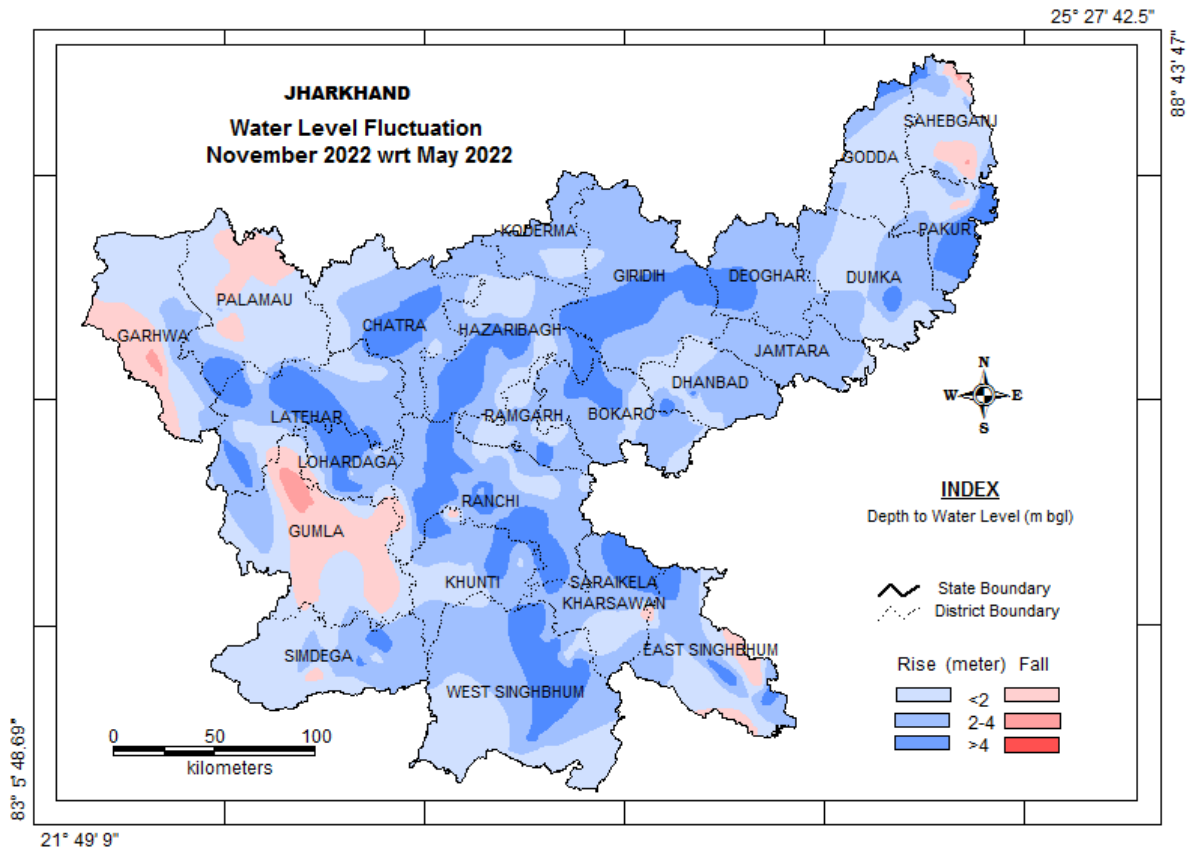 25° 27' 42.5"
88° 43' 47"
JHARKHAND
Water Level Fluctuation
November 2022 wrt May 2022
SAHEBGANJ
GODDA
KODERMA
PAKUR
GIRIDIH
DEOGHAR
DUMKA
PALAMAU
CHATRA
HAZARIBAGH
GARHWA
JAMTARA
DHANBAD
N
W E
S
LATEHAR
RAMGARH
BOKARO
LOHARDAGA
RANCHI
GUMLA
INDEX
Depth to Water Level (m bgl)
KHUNTI
SARAIKELA
KHARSAWAN
State Boundary
District Boundary
SIMDEGA
EAST SINGHBHUM
WEST SINGHBHUM
Rise (meter) Fall
<2
2-4
>4
0 50 100
kilometers
83° 5' 48.69"
21° 49' 9"